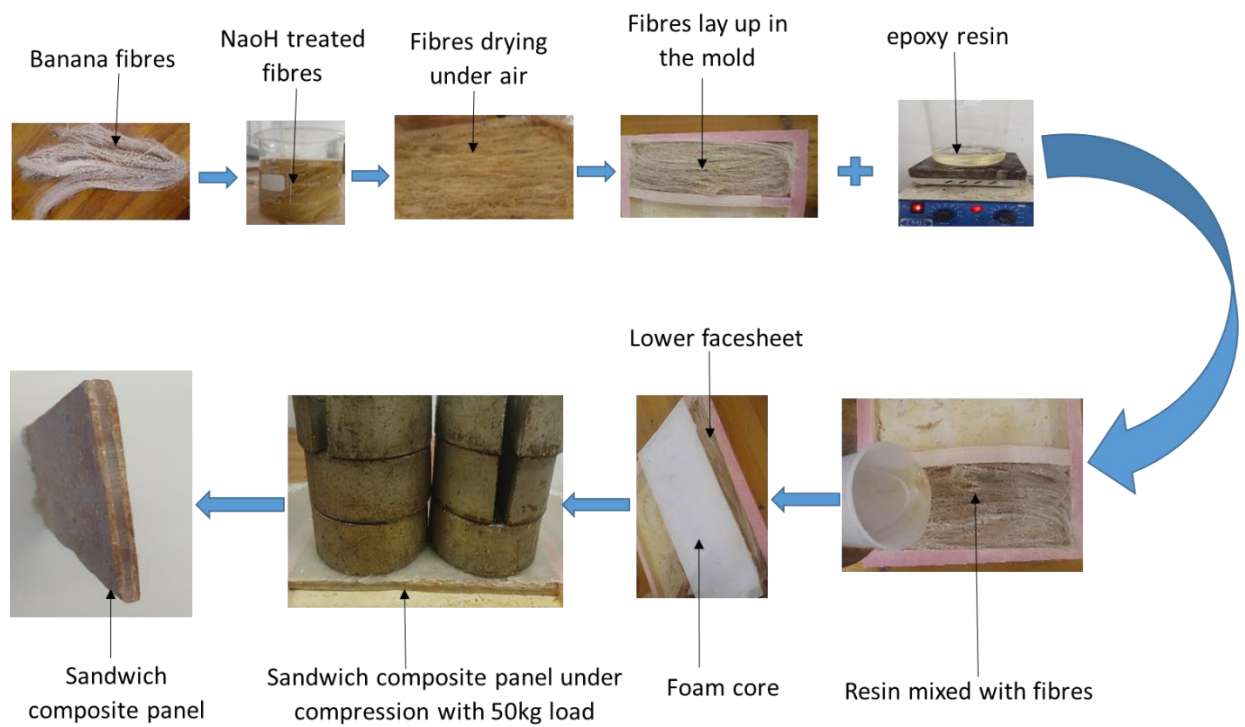 Banana fibres
NaoH treated
fibres
Fibres drying
under air
Fibres lay up in
the mold
epoxy resin
Lower facesheet
Sandwich
composite panel
Sandwich composite panel under
compression with 50kg load
Foam core
Resin mixed with fibres